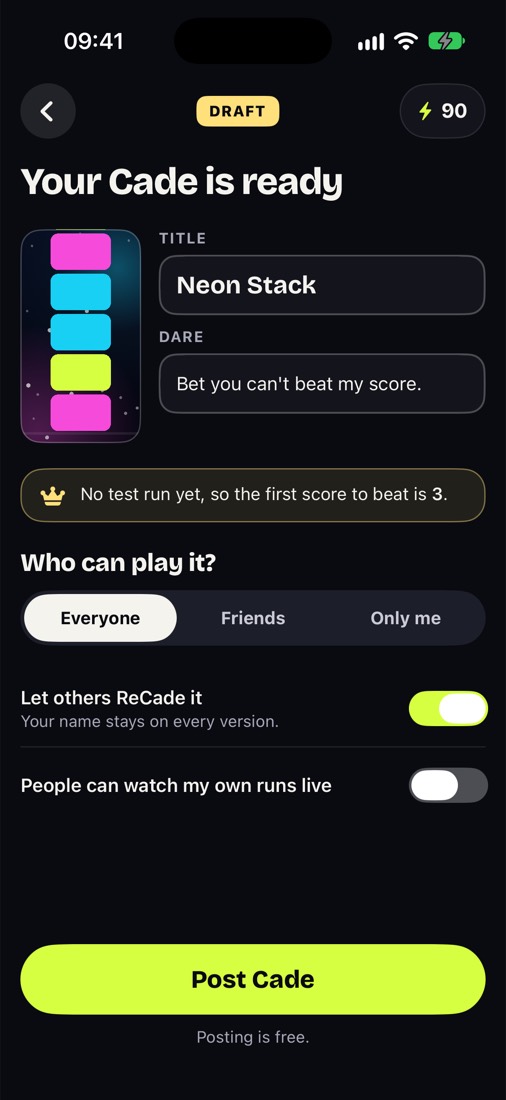 09:41
DRAFT
90
Your Cade is ready
TITLE
Neon Stack
DARE
Bet you can't beat my score.
No test run yet, so the first score to beat is 3.
Who can play it?
Everyone
Friends
Only me
Let others ReCade it
Your name stays on every version.
People can watch my own runs live
Post Cade
Posting is free.